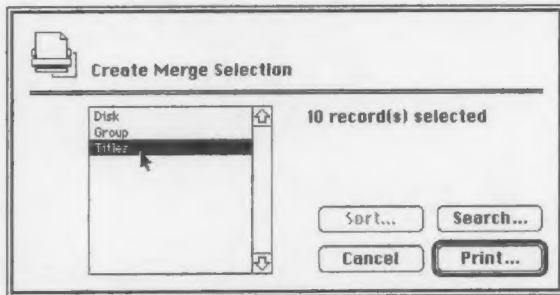 Create Merge Selection
Disk
Group
Titles
10 record(s) selected
Sort...
Search...
Cancel
Print...